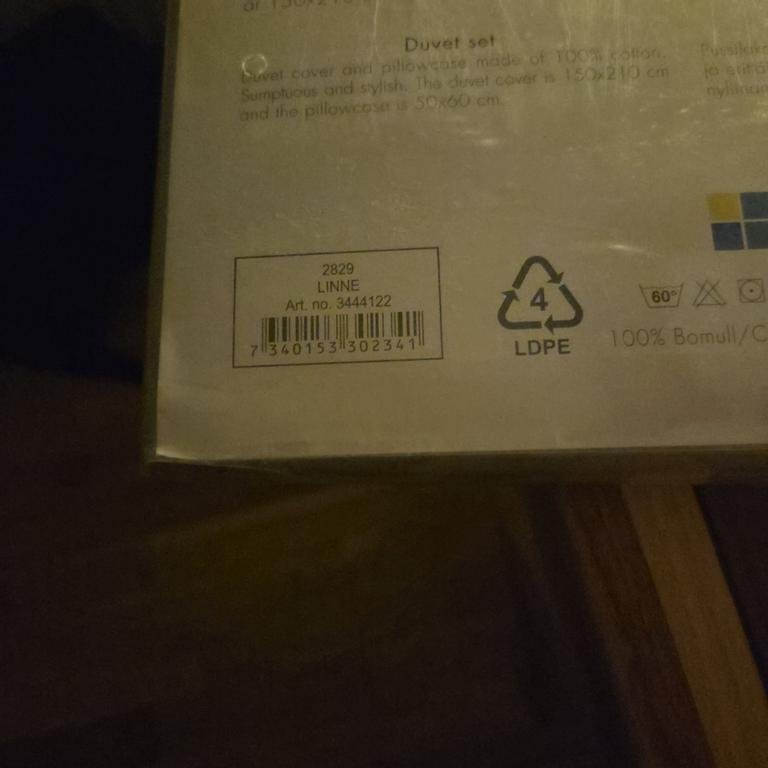 är 150x210
Duvet set
Duvet cover and pillowcase made of 100% cotton.
Sumptuous and stylish. The duvet cover is 150x210 cm
and the pillowcase is 50x60 cm.
2829
LINNE
Art. no. 3444122
7 340153 302341
4
LDPE
60°
100% Bomull/C